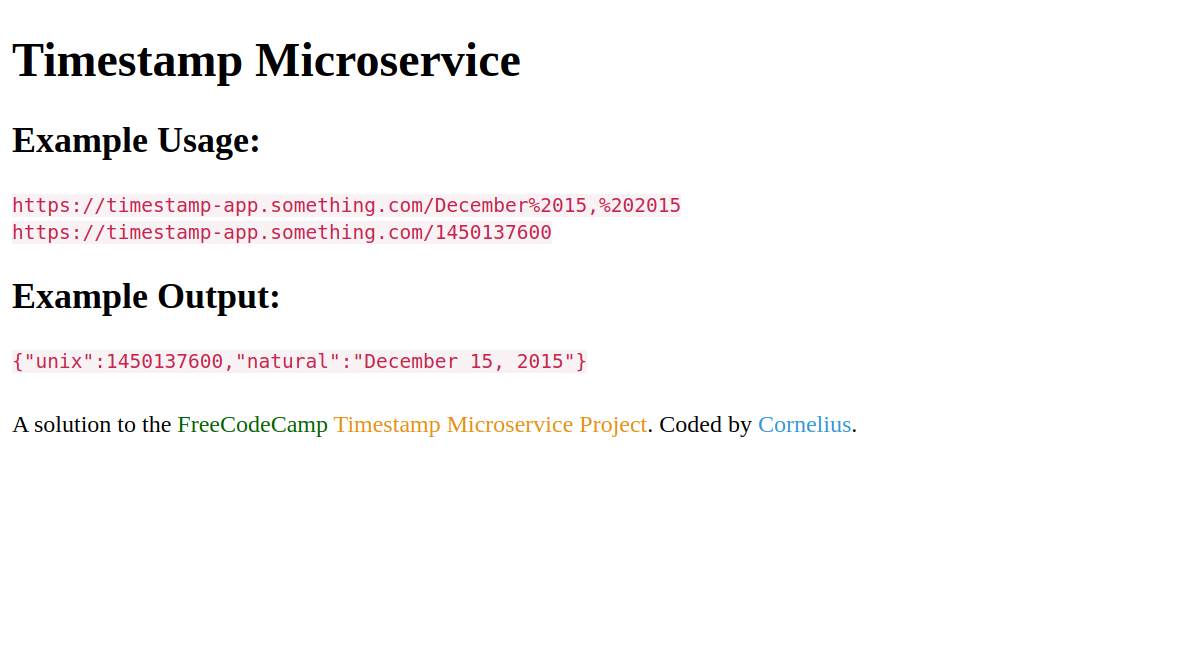 Timestamp Microservice
Example Usage:
https://timestamp-app.something.com/December%2015,%202015
https://timestamp-app.something.com/1450137600
Example Output:
{"unix":1450137600,"natural":"December 15, 2015"}
A solution to the FreeCodeCamp Timestamp Microservice Project. Coded by Cornelius.